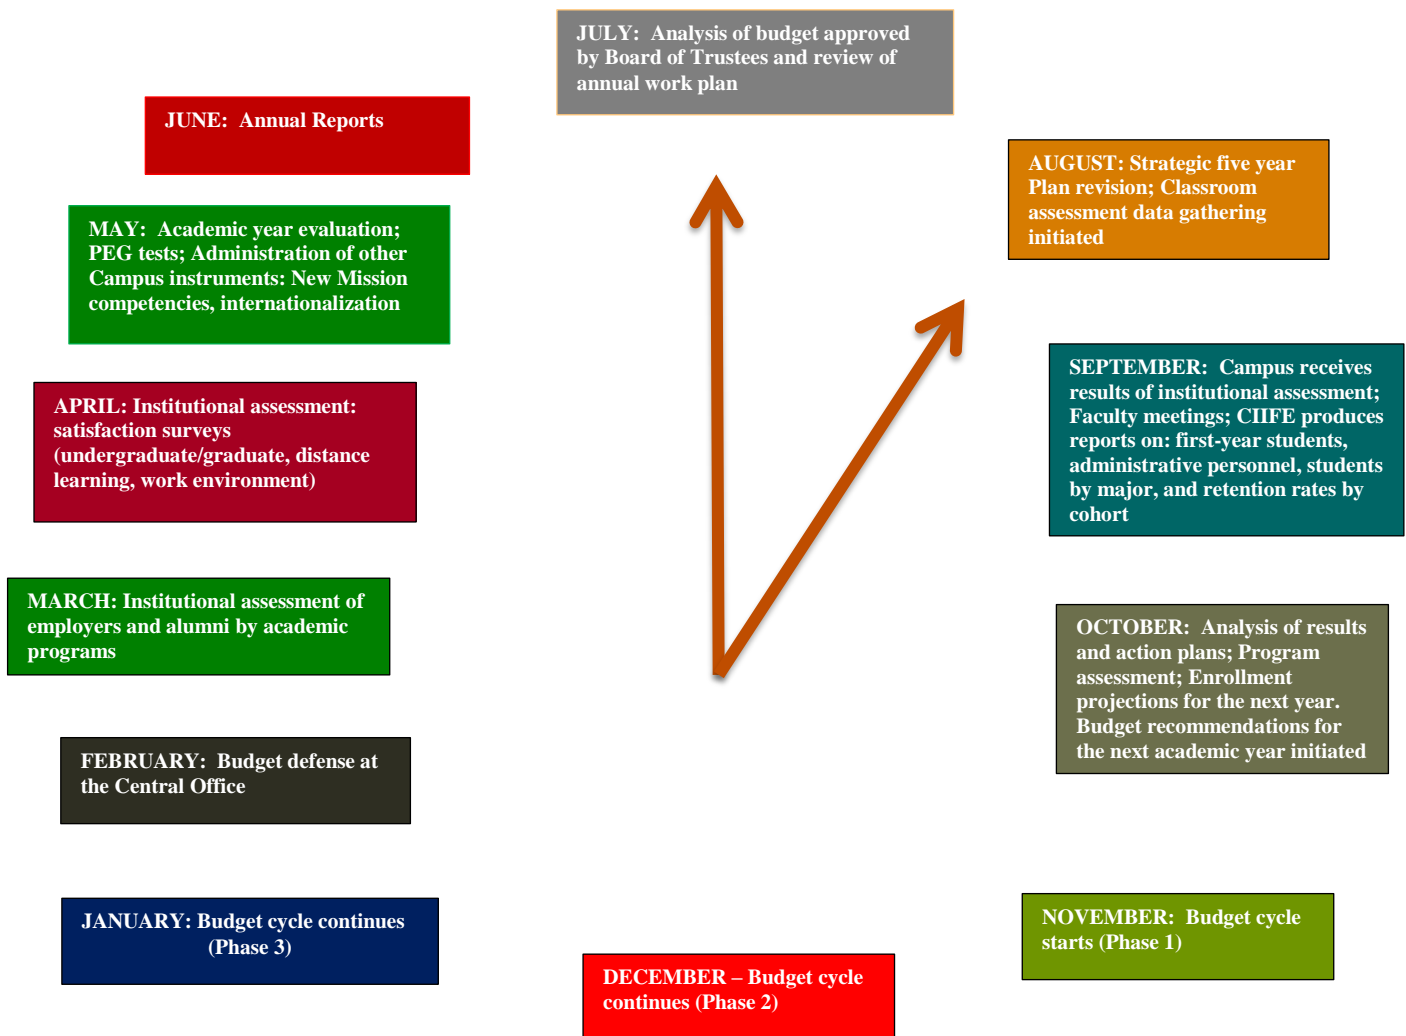 JULY: Analysis of budget approved
by Board of Trustees and review of
annual work plan
JUNE: Annual Reports
AUGUST: Strategic five year
Plan revision; Classroom
assessment data gathering
initiated
MAY: Academic year evaluation;
PEG tests; Administration of other
Campus instruments: New Mission
competencies, internationalization
SEPTEMBER: Campus receives
results of institutional assessment;
Faculty meetings; CIIFE produces
reports on: first-year students,
administrative personnel, students
by major, and retention rates by
cohort
APRIL: Institutional assessment:
satisfaction surveys
(undergraduate/graduate, distance
learning, work environment)
MARCH: Institutional assessment of
employers and alumni by academic
programs
OCTOBER: Analysis of results
and action plans; Program
assessment; Enrollment
projections for the next year.
Budget recommendations for
the next academic year initiated
FEBRUARY: Budget defense at
the Central Office
JANUARY: Budget cycle continues
(Phase 3)
NOVEMBER: Budget cycle
starts (Phase 1)
DECEMBER – Budget cycle
continues (Phase 2)